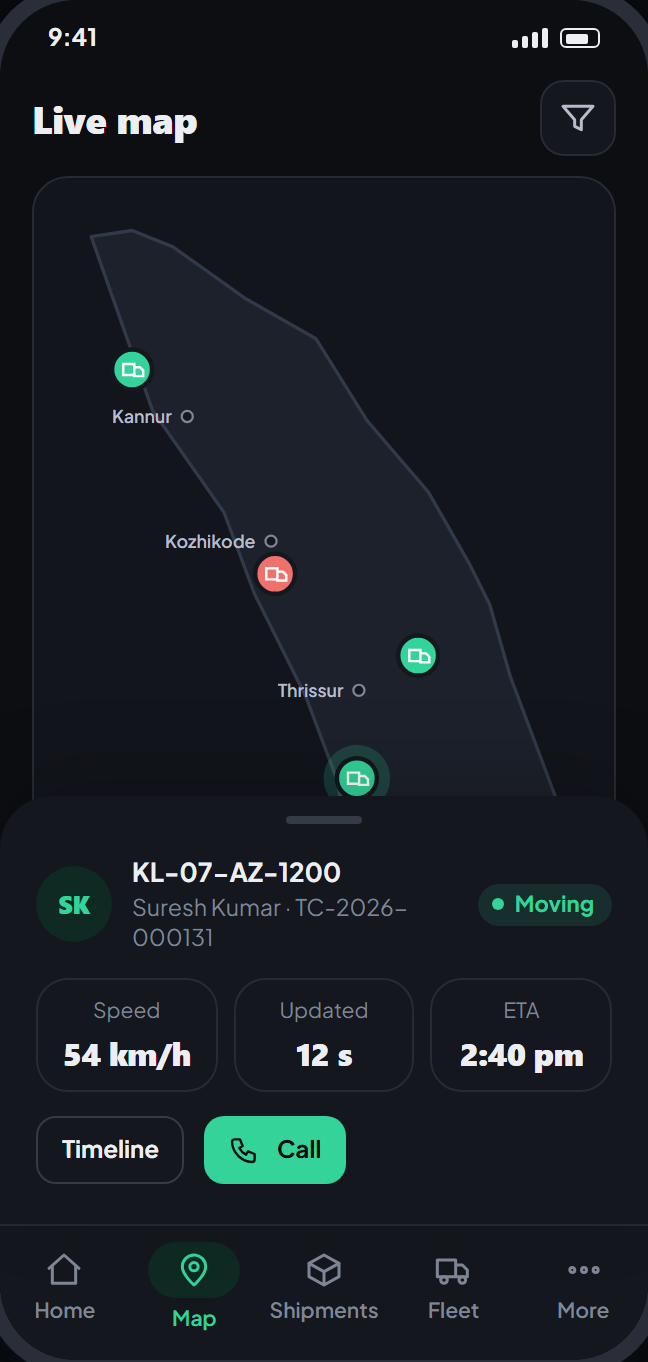 9:41
Live map
Kannur
Kozhikode
Thrissur
SK
KL-07-AZ-1200
Suresh Kumar · TC-2026-
000131
Moving
Speed
54 km/h
Updated
12 s
ETA
2:40 pm
Timeline
Call
Home
Map
Shipments
Fleet
More